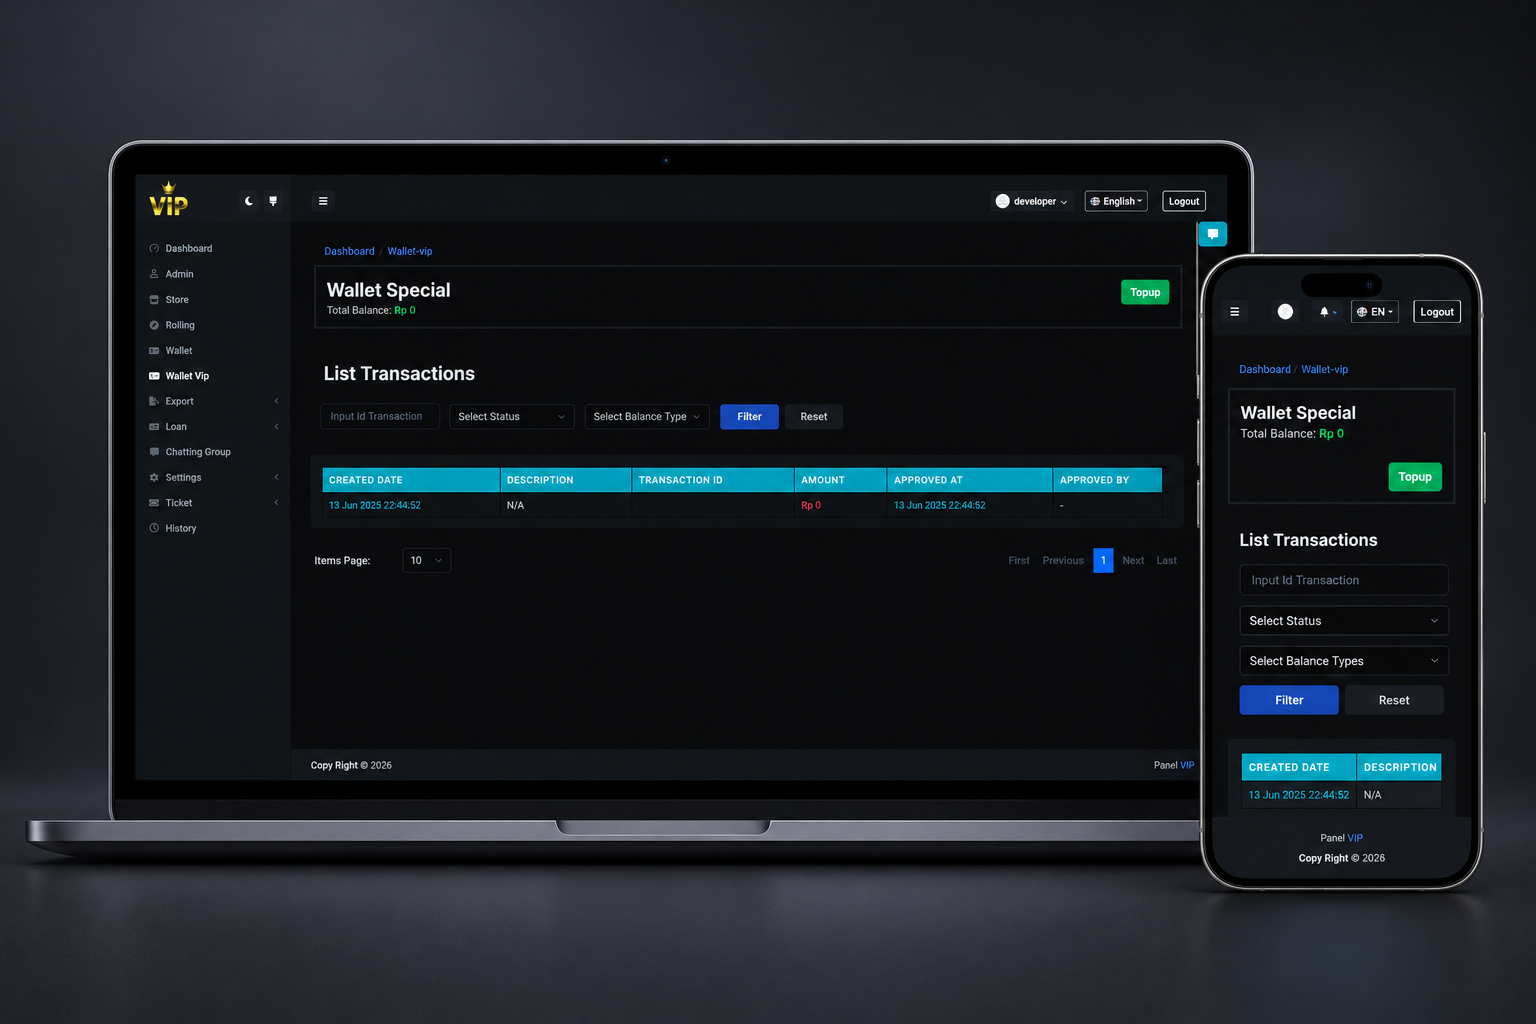 VIP
developer
English
Logout
Dashboard
Admin
Store
Rolling
Wallet
Wallet Vip
Export
Loan
Chatting Group
Settings
Ticket
History
Dashboard / Wallet-vip
Wallet Special
Total Balance: Rp 0
Topup
List Transactions
Input Id Transaction
Select Status
Select Balance Type
Filter
Reset
CREATED DATE DESCRIPTION TRANSACTION ID AMOUNT APPROVED AT APPROVED BY
13 Jun 2025 22:44:52 N/A Rp 0 13 Jun 2025 22:44:52 -
Items Page: 10
First Previous 1 Next Last
Copy Right © 2026
Panel VIP
EN
Logout
Dashboard / Wallet-vip
Wallet Special
Total Balance: Rp 0
Topup
List Transactions
Input Id Transaction
Select Status
Select Balance Types
Filter Reset
CREATED DATE DESCRIPTION
13 Jun 2025 22:44:52 N/A
Panel VIP
Copy Right © 2026